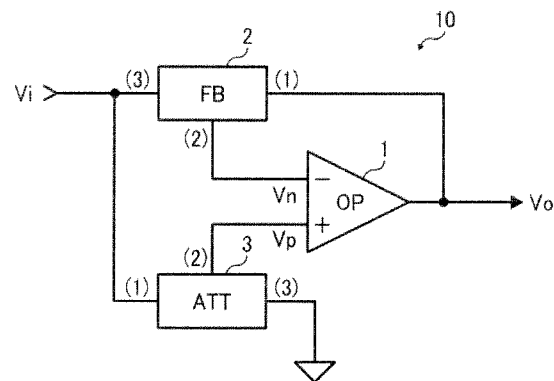 10
2
Vi
(3)
FB
(1)
(2)
1
Vn
−
OP
Vo
Vp
+
(2)
3
(1)
ATT
(3)